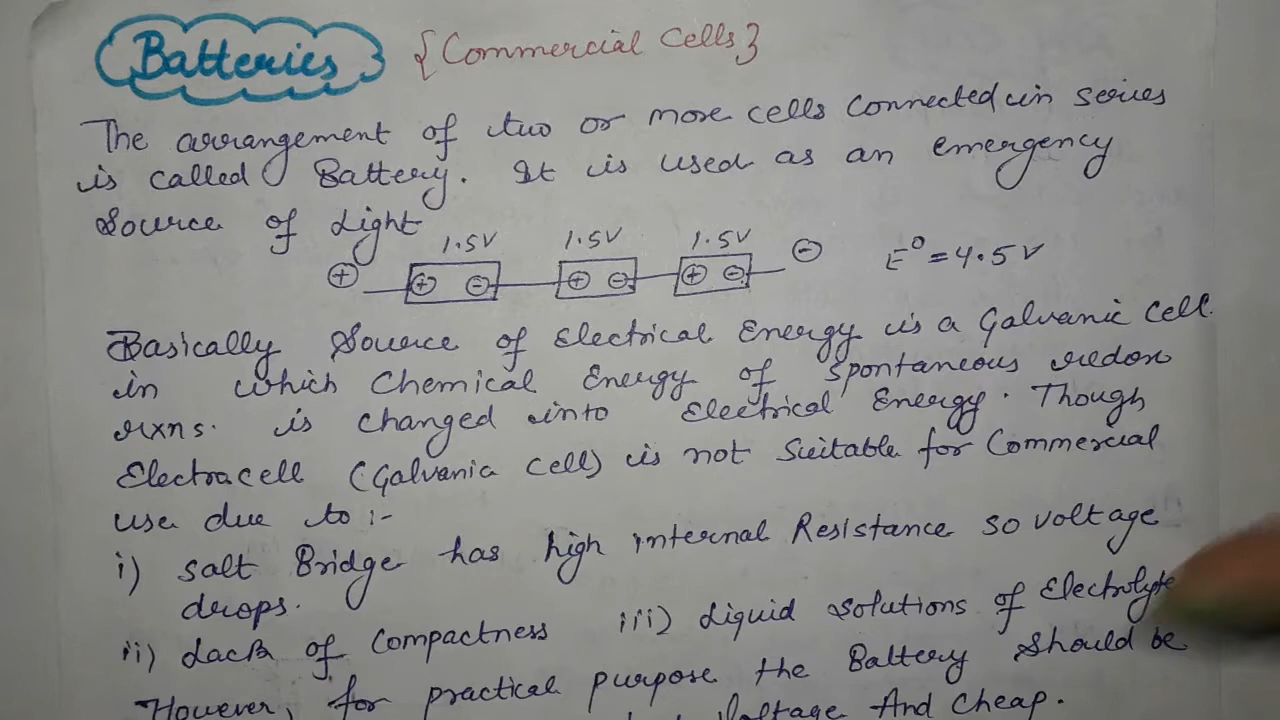 Batteries {Commercial Cells}
The arrangement of two or more cells Connected in series
is called Battery. It is used as an emergency
Source of Light
1.5V 1.5V 1.5V
⊕ ⊕ ⊖ ⊕ ⊖ ⊕ ⊖ ⊖ E° = 4.5V
Basically Source of Electrical Energy is a Galvanic Cell.
in which Chemical Energy of Spontaneous redox
rxns. is changed into Electrical Energy. Though
Electracell (Galvania Cell) is not Suitable for Commercial
use due to :-
i) Salt Bridge has high internal Resistance so voltage
drops.
ii) Lack of Compactness iii) Liquid Solutions of Electrolyte
However, for practical purpose the Battery Should be
Voltage And Cheap.